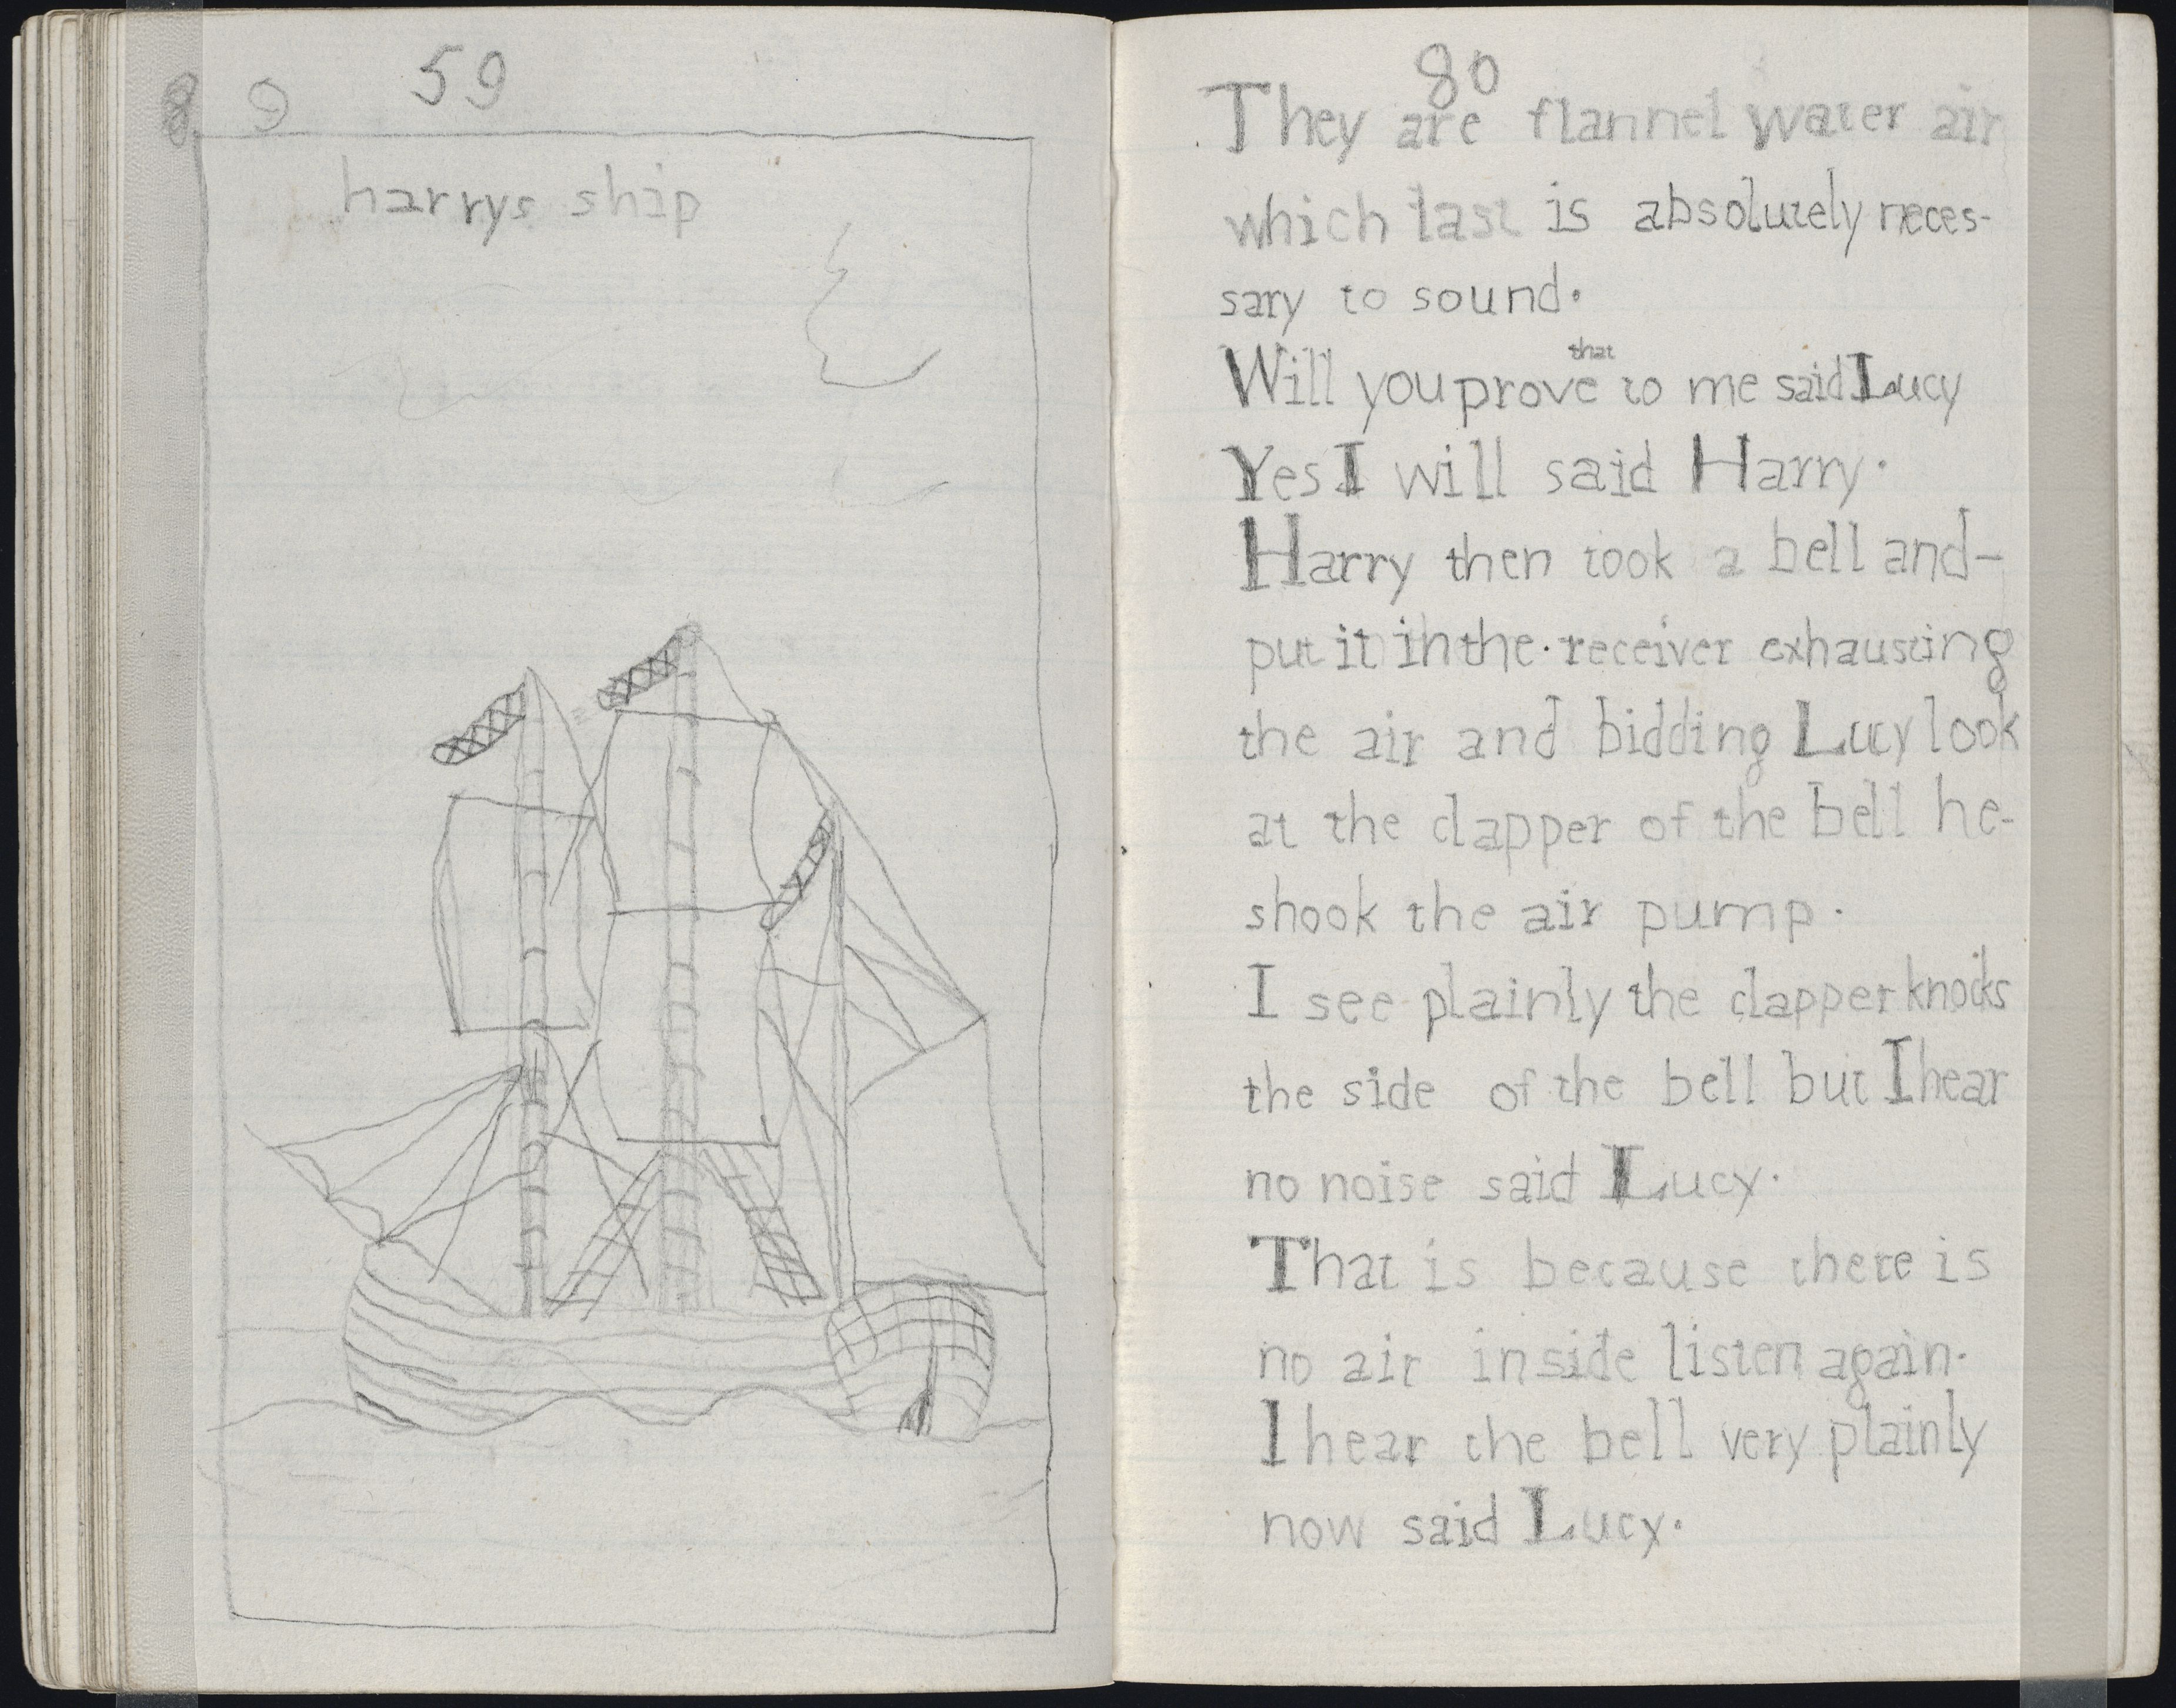 8 9 59
harrys ship
80
They are flannel water air
which last is absolutely neces-
sary to sound.
that
Will you prove to me said Lucy
Yes I will said Harry.
Harry then took a bell and-
put it in the. receiver exhausting
the air and bidding Lucy look
at the clapper of the bell he-
shook the air pump.
I see plainly the clapper knocks
the side of the bell but I hear
no noise said Lucy.
That is because there is
no air inside listen again.
I hear the bell very plainly
now said Lucy.